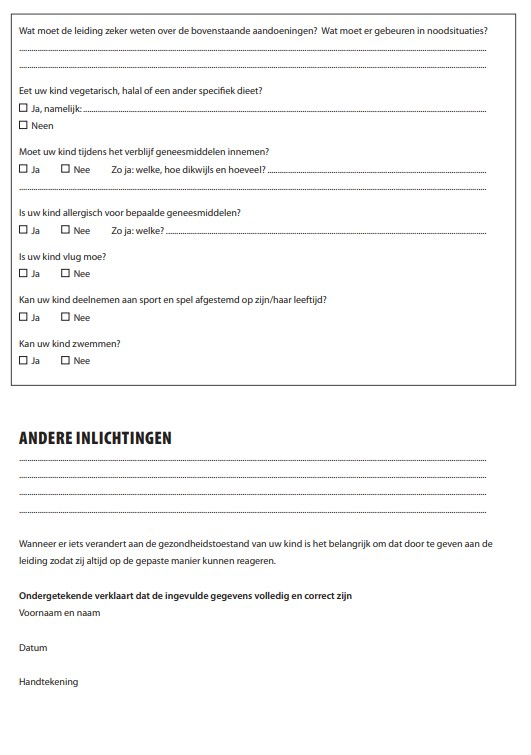 Wat moet de leiding zeker weten over de bovenstaande aandoeningen? Wat moet er gebeuren in noodsituaties?
Eet uw kind vegetarisch, halal of een ander specifiek dieet?
☐ Ja, namelijk:
☐ Neen
Moet uw kind tijdens het verblijf geneesmiddelen innemen?
☐ Ja ☐ Nee Zo ja: welke, hoe dikwijls en hoeveel?
Is uw kind allergisch voor bepaalde geneesmiddelen?
☐ Ja ☐ Nee Zo ja: welke?
Is uw kind vlug moe?
☐ Ja ☐ Nee
Kan uw kind deelnemen aan sport en spel afgestemd op zijn/haar leeftijd?
☐ Ja ☐ Nee
Kan uw kind zwemmen?
☐ Ja ☐ Nee
ANDERE INLICHTINGEN
Wanneer er iets verandert aan de gezondheidstoestand van uw kind is het belangrijk om dat door te geven aan de
leiding zodat zij altijd op de gepaste manier kunnen reageren.
Ondergetekende verklaart dat de ingevulde gegevens volledig en correct zijn
Voornaam en naam
Datum
Handtekening